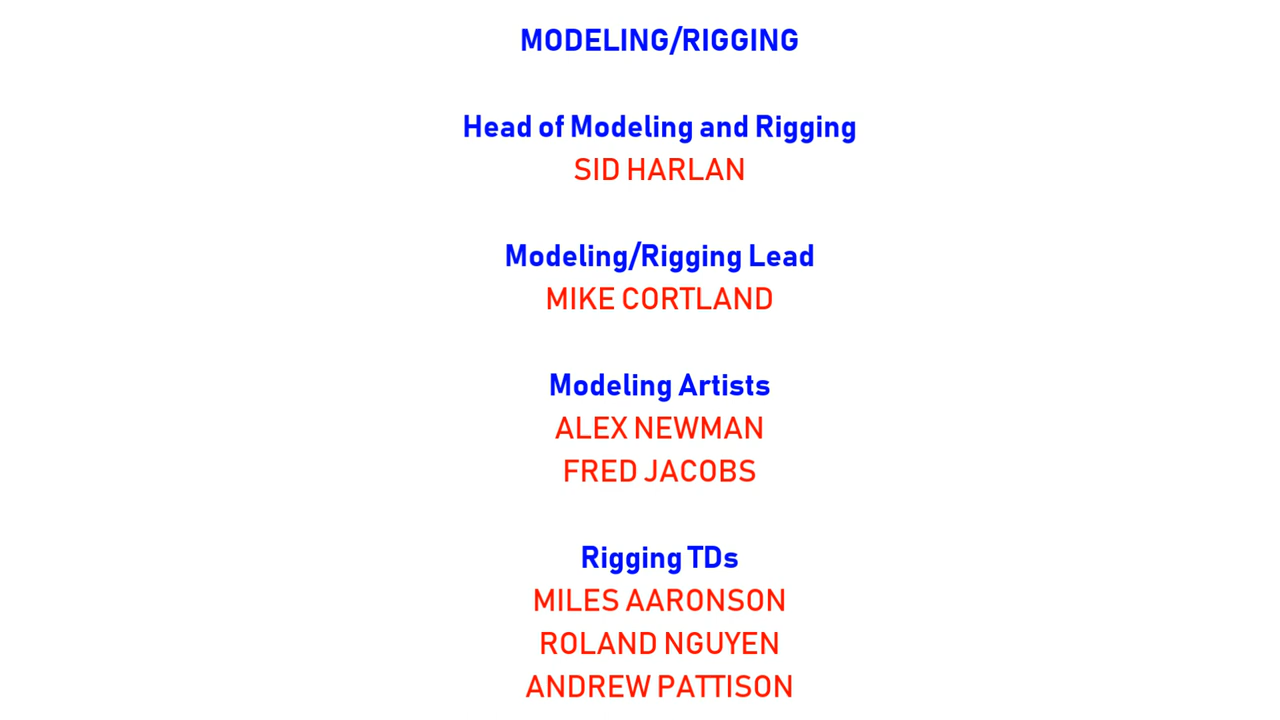 MODELING/RIGGING
Head of Modeling and Rigging
SID HARLAN
Modeling/Rigging Lead
MIKE CORTLAND
Modeling Artists
ALEX NEWMAN
FRED JACOBS
Rigging TDs
MILES AARONSON
ROLAND NGUYEN
ANDREW PATTISON